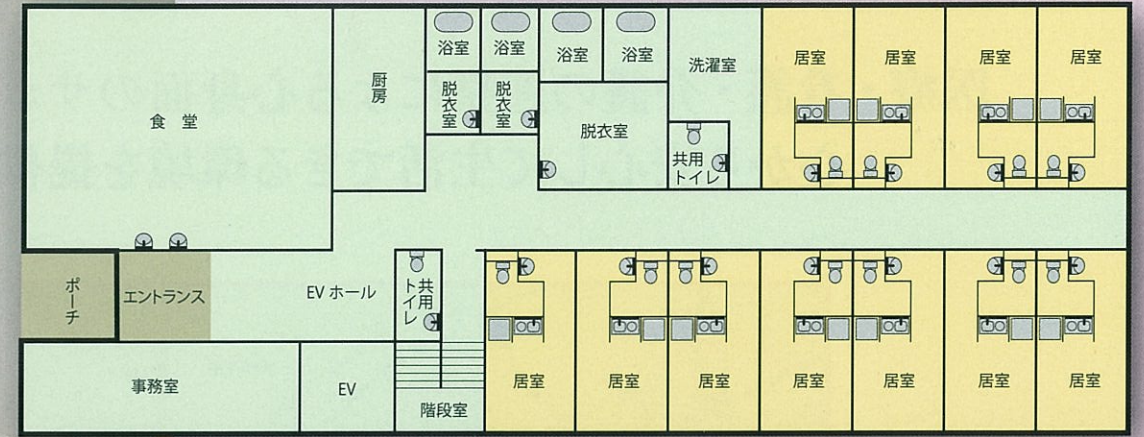 食 堂
厨房
浴室
浴室
浴室
浴室
脱衣室
脱衣室
脱衣室
洗濯室
共用
トイレ
居室
居室
居室
居室
ポーチ
エントランス
EV ホール
共用
トイレ
事務室
EV
階段室
居室
居室
居室
居室
居室
居室
居室